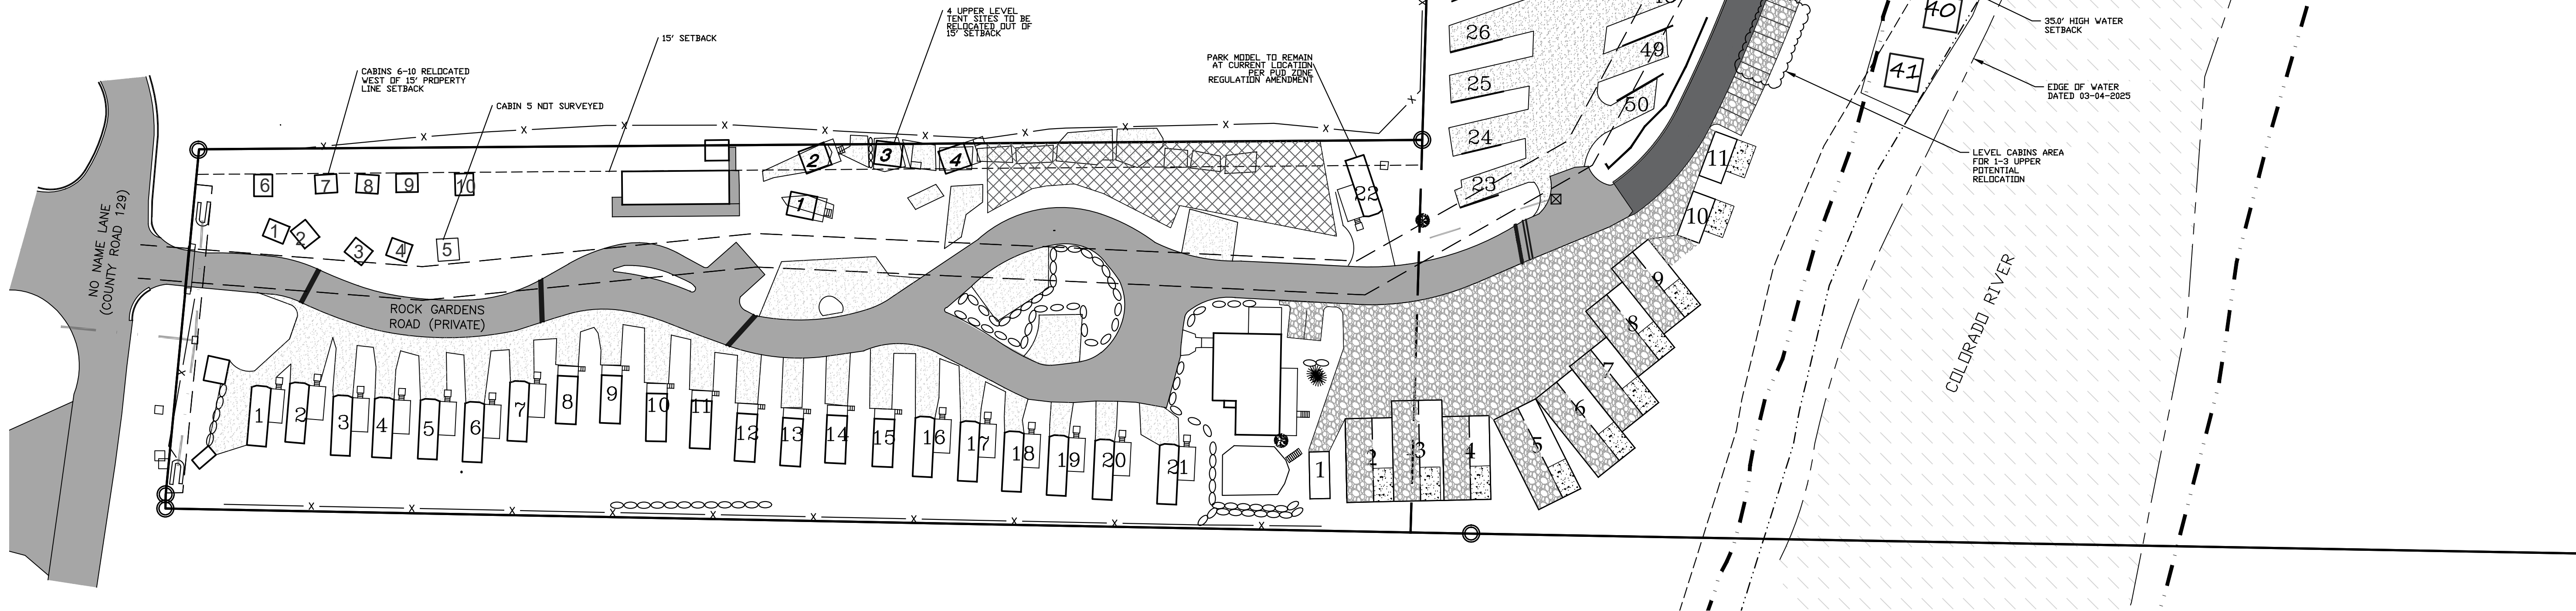 4 UPPER LEVEL
TENT SITES TO BE
RELOCATED OUT OF
15' SETBACK
15' SETBACK
CABINS 6-10 RELOCATED
WEST OF 15' PROPERTY
LINE SETBACK
CABIN 5 NOT SURVEYED
PARK MODEL TO REMAIN
AT CURRENT LOCATION
PER PUD ZONE
REGULATION AMENDMENT
35.0' HIGH WATER
SETBACK
EDGE OF WATER
DATED 03-04-2025
LEVEL CABINS AREA
FOR 1-3 UPPER
POTENTIAL
RELOCATION
40
41
26
25
24
23
49
50
22
2
3
4
1
6
7
8
9
10
1
2
3
4
5
NO NAME LANE
(COUNTY ROAD 129)
ROCK GARDENS
ROAD (PRIVATE)
COLORADO RIVER
11
10
9
8
7
6
5
4
3
2
1
1
2
3
4
5
6
7
8
9
10
11
12
13
14
15
16
17
18
19
20
21